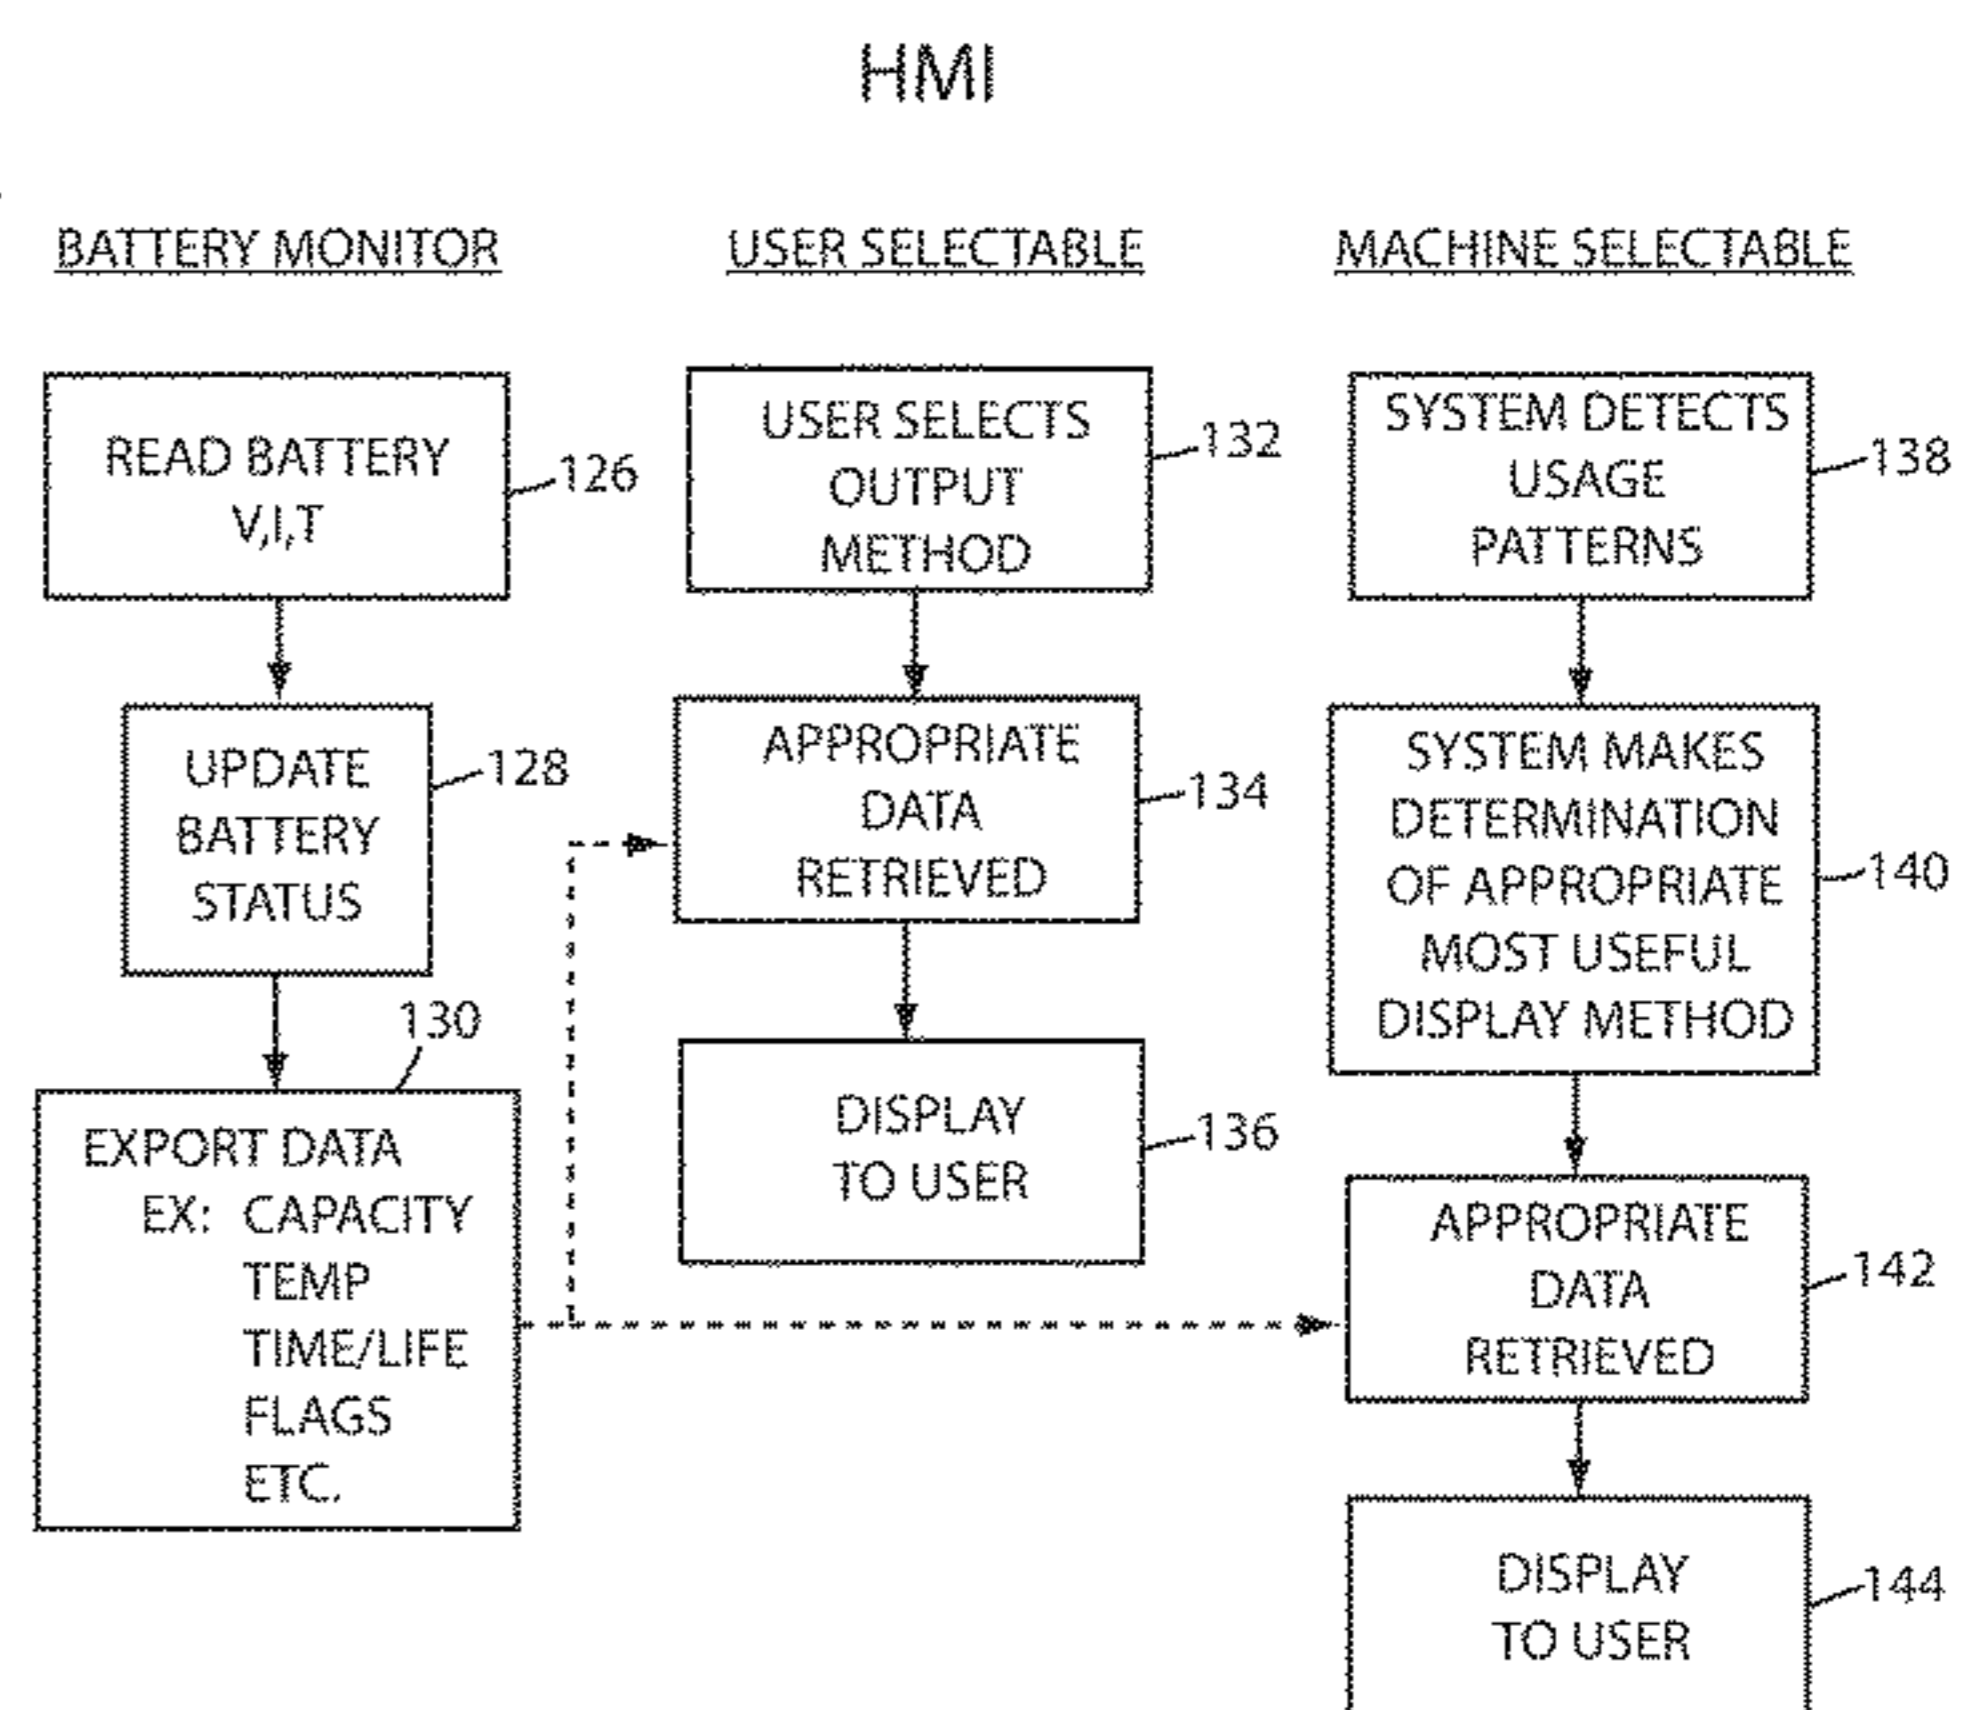 HMI
BATTERY MONITOR
READ BATTERY
V,I,T
126
UPDATE
BATTERY
STATUS
128
130
EXPORT DATA
EX: CAPACITY
TEMP
TIME/LIFE
FLAGS
ETC.
USER SELECTABLE
USER SELECTS
OUTPUT
METHOD
132
APPROPRIATE
DATA
RETRIEVED
134
DISPLAY
TO USER
136
MACHINE SELECTABLE
SYSTEM DETECTS
USAGE
PATTERNS
138
SYSTEM MAKES
DETERMINATION
OF APPROPRIATE
MOST USEFUL
DISPLAY METHOD
140
APPROPRIATE
DATA
RETRIEVED
142
DISPLAY
TO USER
144